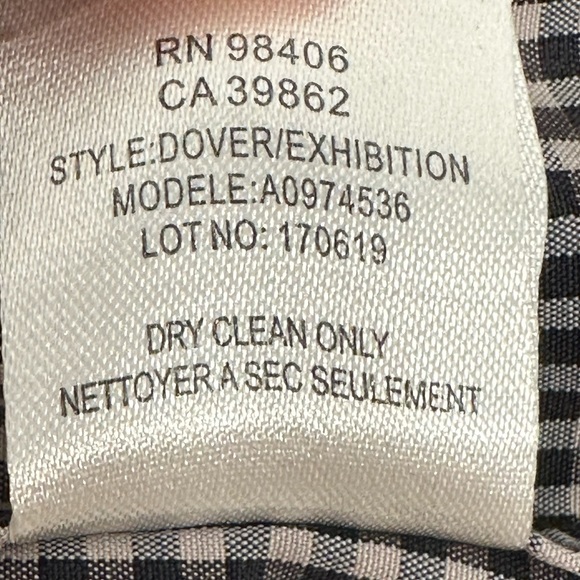 RN 98406
CA 39862
STYLE:DOVER/EXHIBITION
MODELE:A0974536
LOT NO: 170619
DRY CLEAN ONLY
NETTOYER A SEC SEULEMENT